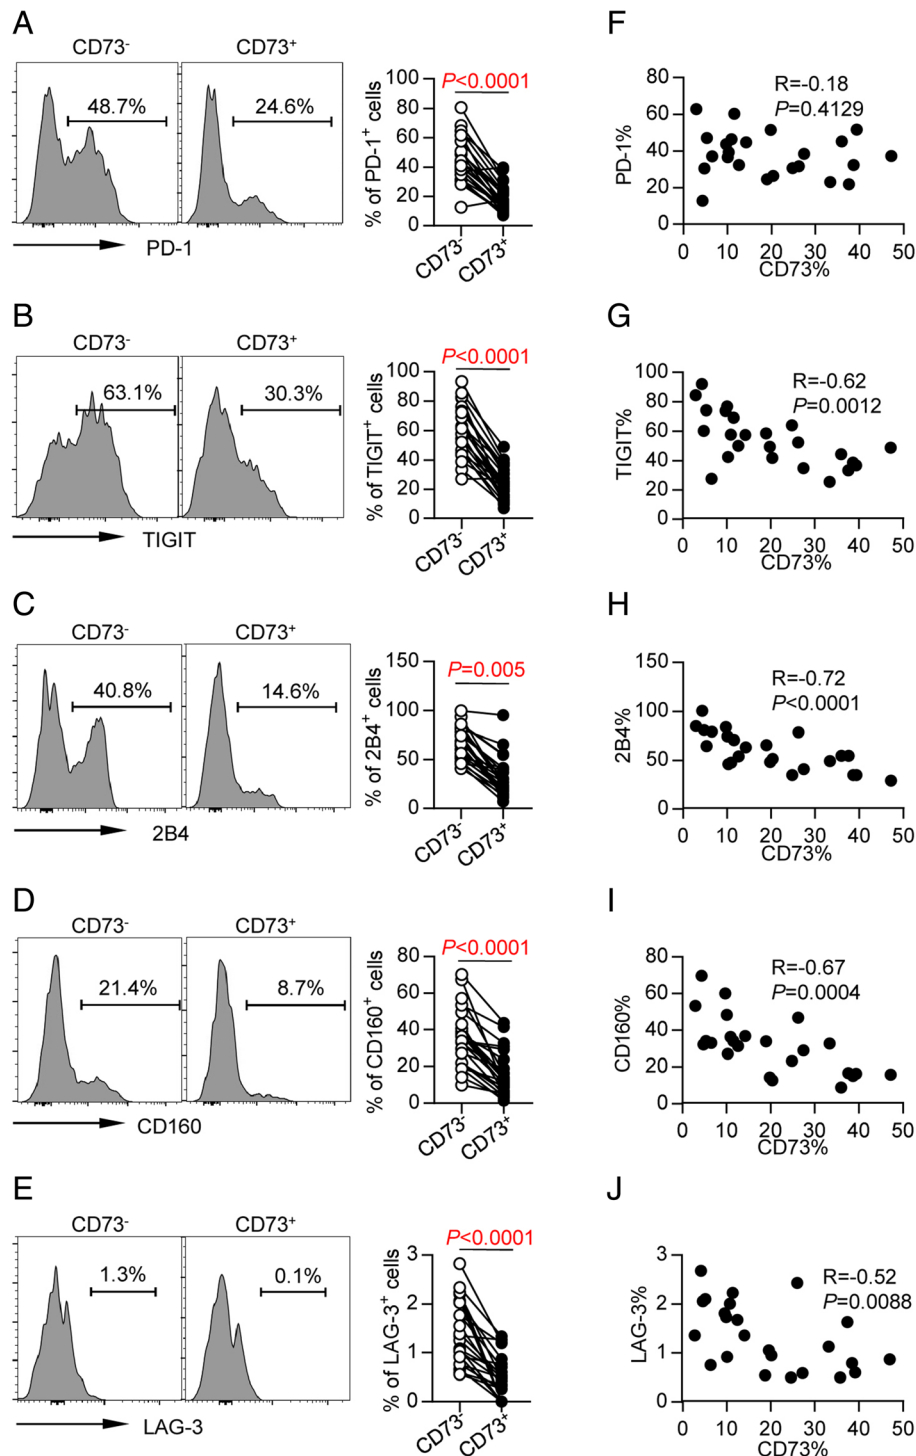 A
CD73-
CD73+
48.7%
24.6%
PD-1
% of PD-1+ cells
P<0.0001
100
80
60
40
20
0
CD73-
CD73+
F
PD-1%
80
60
40
20
0
R=-0.18
P=0.4129
0 10 20 30 40 50
CD73%
B
CD73-
CD73+
63.1%
30.3%
TIGIT
% of TIGIT+ cells
P<0.0001
100
80
60
40
20
0
CD73-
CD73+
G
TIGIT%
100
80
60
40
20
0
R=-0.62
P=0.0012
0 10 20 30 40 50
CD73%
C
CD73-
CD73+
40.8%
14.6%
2B4
% of 2B4+ cells
P=0.005
150
100
50
0
CD73-
CD73+
H
2B4%
150
100
50
0
R=-0.72
P<0.0001
0 10 20 30 40 50
CD73%
D
CD73-
CD73+
21.4%
8.7%
CD160
% of CD160+ cells
P<0.0001
80
60
40
20
0
CD73-
CD73+
I
CD160%
80
60
40
20
0
R=-0.67
P=0.0004
0 10 20 30 40 50
CD73%
E
CD73-
CD73+
1.3%
0.1%
LAG-3
% of LAG-3+ cells
P<0.0001
3
2
1
0
CD73-
CD73+
J
LAG-3%
3
2
1
0
R=-0.52
P=0.0088
0 10 20 30 40 50
CD73%